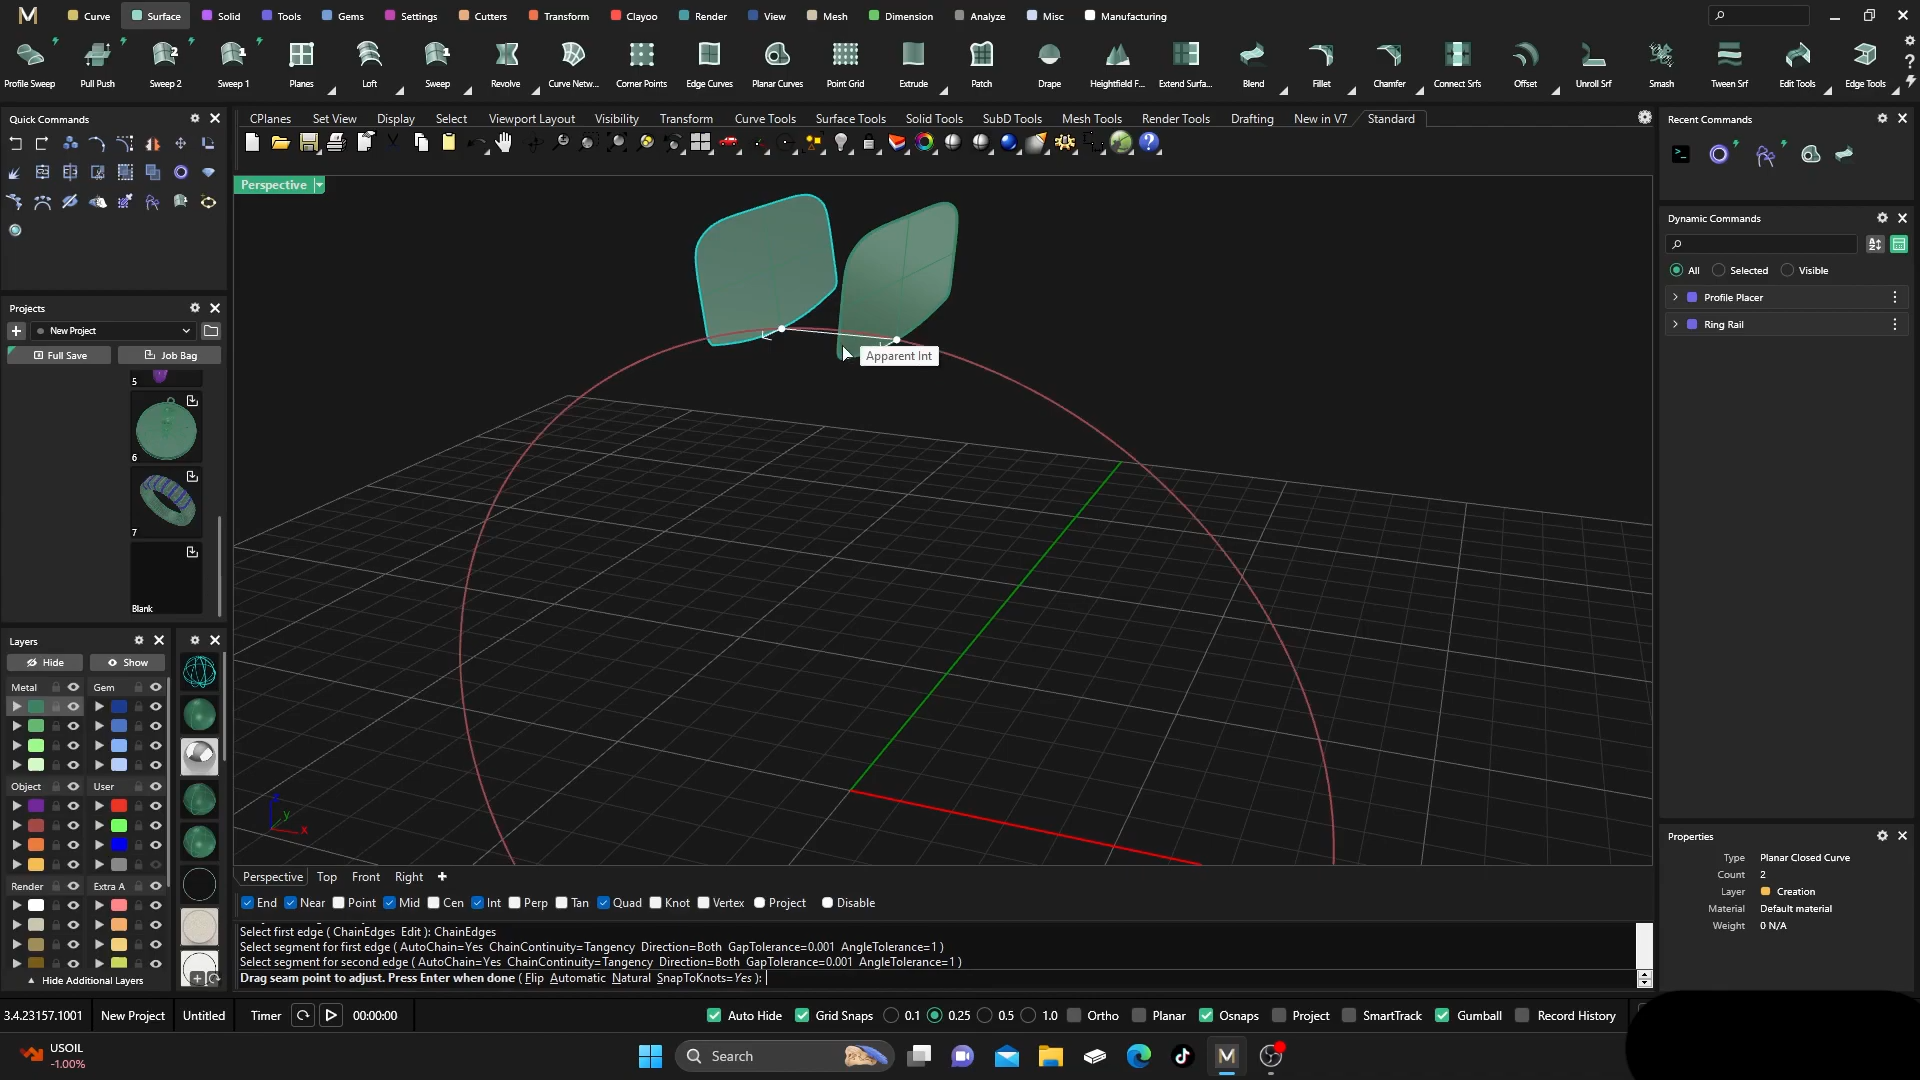 Curve Surface Solid Tools Gems Settings Cutters Transform Clayoo Render View Mesh Dimension Analyze Misc Manufacturing
Profile Sweep Pull Push Sweep 2 Sweep 1 Planes Loft Sweep Revolve Curve Netw... Corner Points Edge Curves Planar Curves Point Grid Extrude Patch Drape Heightfield F... Extend Surfa... Blend Fillet Chamfer Connect Srfs Offset Unroll Srf Smash Tween Srf Edit Tools Edge Tools
Quick Commands
CPlanes Set View Display Select Viewport Layout Visibility Transform Curve Tools Surface Tools Solid Tools SubD Tools Mesh Tools Render Tools Drafting New in V7 Standard
Recent Commands
Perspective
Dynamic Commands
All Selected Visible
Profile Placer
Ring Rail
Projects
New Project
Full Save Job Bag
5
6
7
Blank
Apparent Int
z
y
x
Layers
Hide Show
Metal Gem
Object User
Render Extra A
Hide Additional Layers
Properties
Type Planar Closed Curve
Count 2
Layer Creation
Material Default material
Weight 0 N/A
Perspective Top Front Right
End Near Point Mid Cen Int Perp Tan Quad Knot Vertex Project Disable
Select first edge ( ChainEdges Edit ): ChainEdges
Select segment for first edge ( AutoChain=Yes ChainContinuity=Tangency Direction=Both GapTolerance=0.001 AngleTolerance=1 )
Select segment for second edge ( AutoChain=Yes ChainContinuity=Tangency Direction=Both GapTolerance=0.001 AngleTolerance=1 )
Drag seam point to adjust. Press Enter when done ( Flip Automatic Natural SnapToKnots=Yes ):
3.4.23157.1001 New Project Untitled Timer 00:00:00 Auto Hide Grid Snaps 0.1 0.25 0.5 1.0 Ortho Planar Osnaps Project SmartTrack Gumball Record History
USOIL
-1.00%
Search